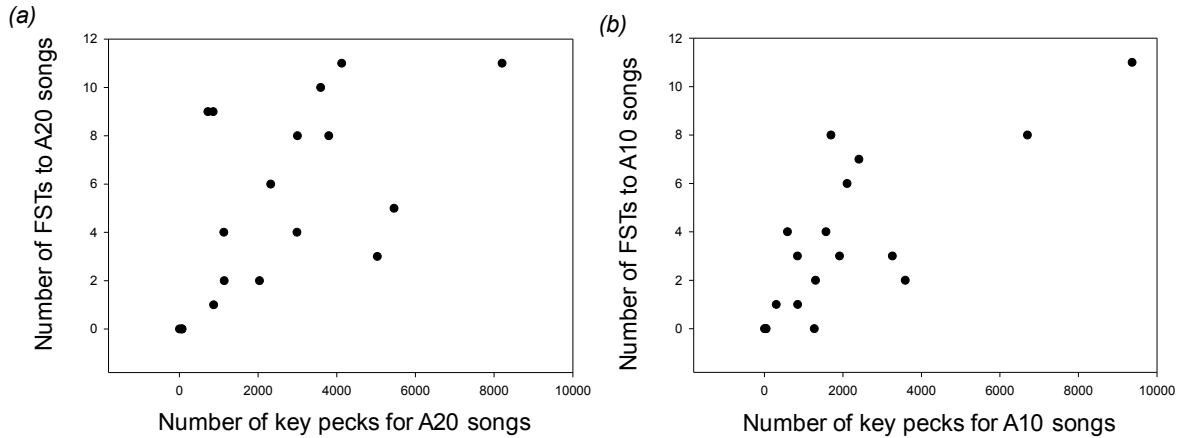 (a)
Number of FSTs to A20 songs
12
10
8
6
4
2
0
0 2000 4000 6000 8000 10000
Number of key pecks for A20 songs
(b)
Number of FSTs to A10 songs
12
10
8
6
4
2
0
0 2000 4000 6000 8000 10000
Number of key pecks for A10 songs